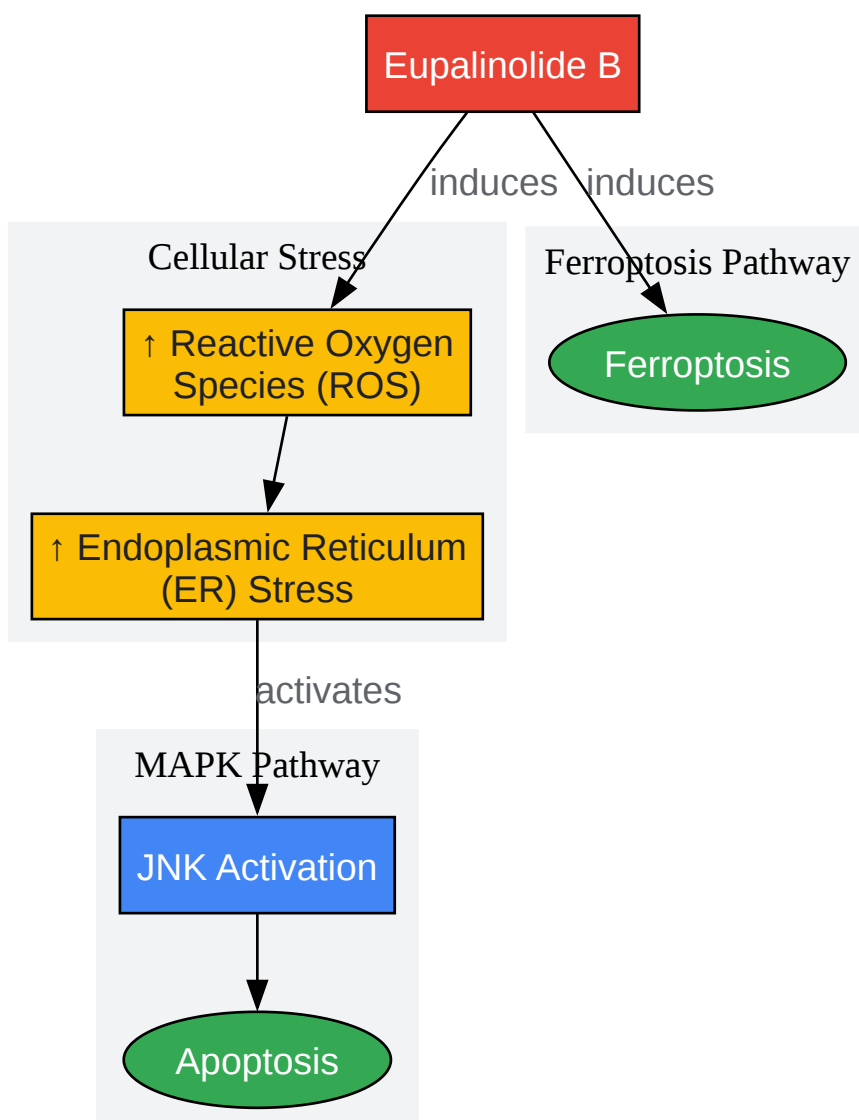 Eupalinolide B
induces
induces
Cellular Stress
Ferroptosis Pathway
↑ Reactive Oxygen
Species (ROS)
Ferroptosis
↑ Endoplasmic Reticulum
(ER) Stress
activates
MAPK Pathway
JNK Activation
Apoptosis